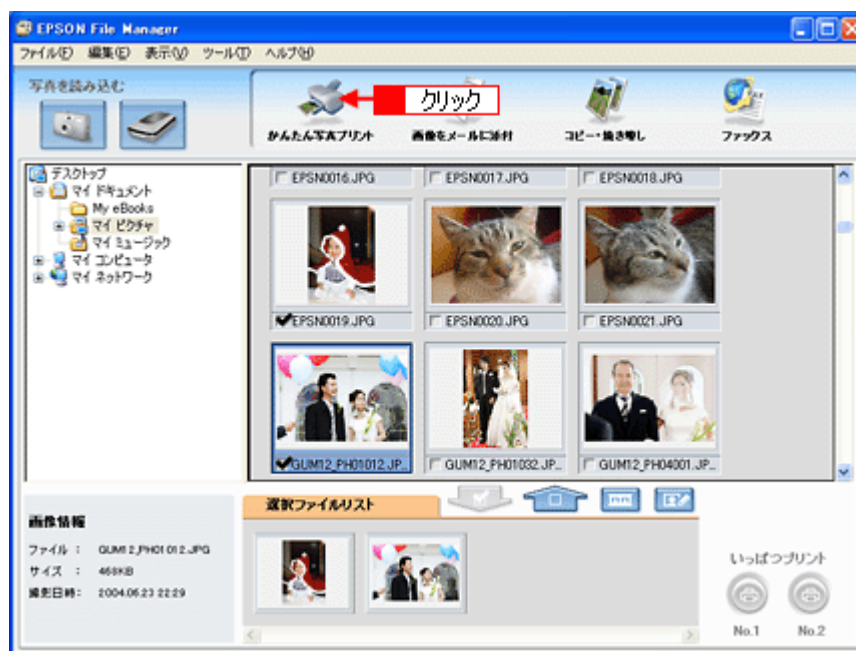 EPSON File Manager
ファイル(F) 編集(E) 表示(V) ツール(T) ヘルプ(H)
写真を読み込む
クリック
かんたん写真プリント 画像をメールに添付 コピー・焼き増し ファックス
デスクトップ
マイ ドキュメント
My eBooks
マイ ピクチャ
マイ ミュージック
マイ コンピュータ
マイ ネットワーク
EPSN0016.JPG EPSN0017.JPG EPSN0018.JPG
EPSN0019.JPG EPSN0020.JPG EPSN0021.JPG
GUM12_PH01012.JP... GUM12_PH01032.JP... GUM12_PH04001.JP...
選択ファイルリスト
画像情報
ファイル : GUM12_PH01012.JPG
サイズ : 468KB
撮影日時: 2004.06.23 22:29
いっぱつプリント
No.1 No.2